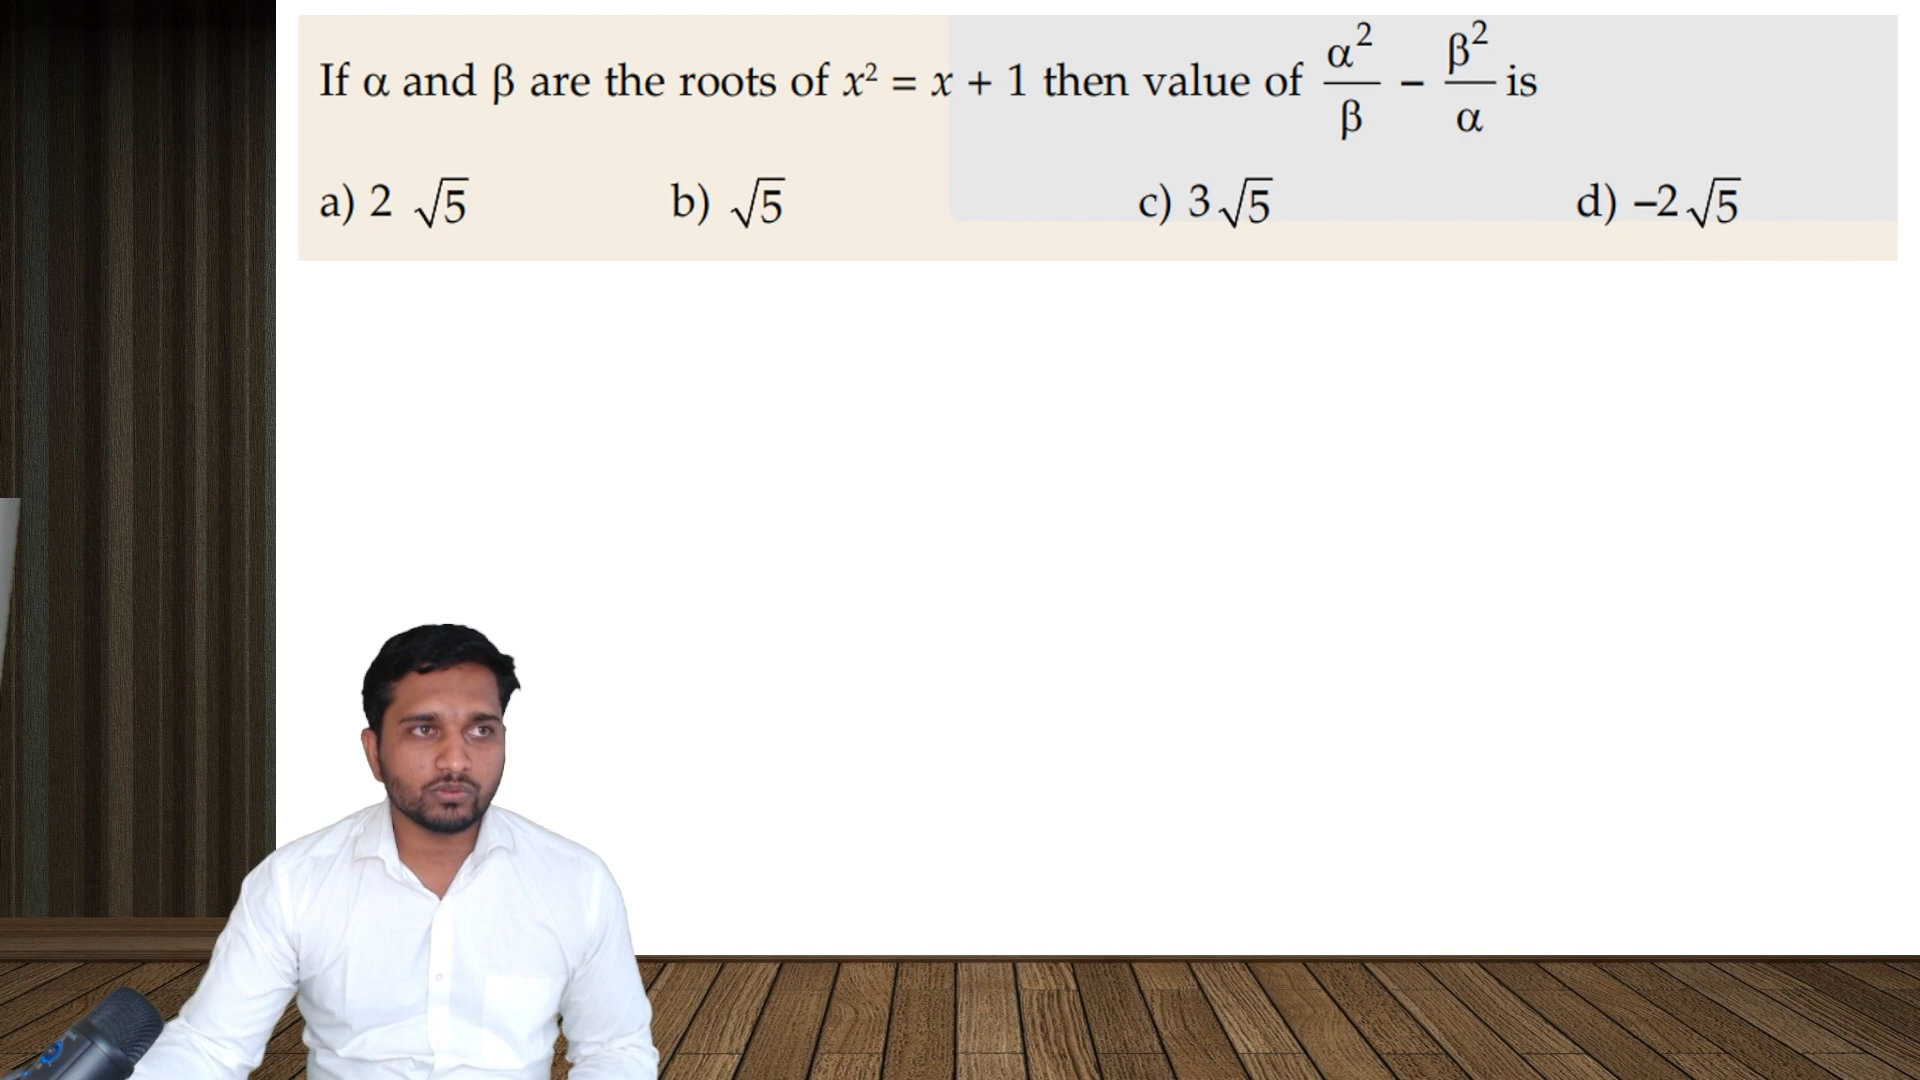 If α and β are the roots of x² = x + 1 then value of α²/β − β²/α is
a) 2 √5 b) √5 c) 3√5 d) –2√5